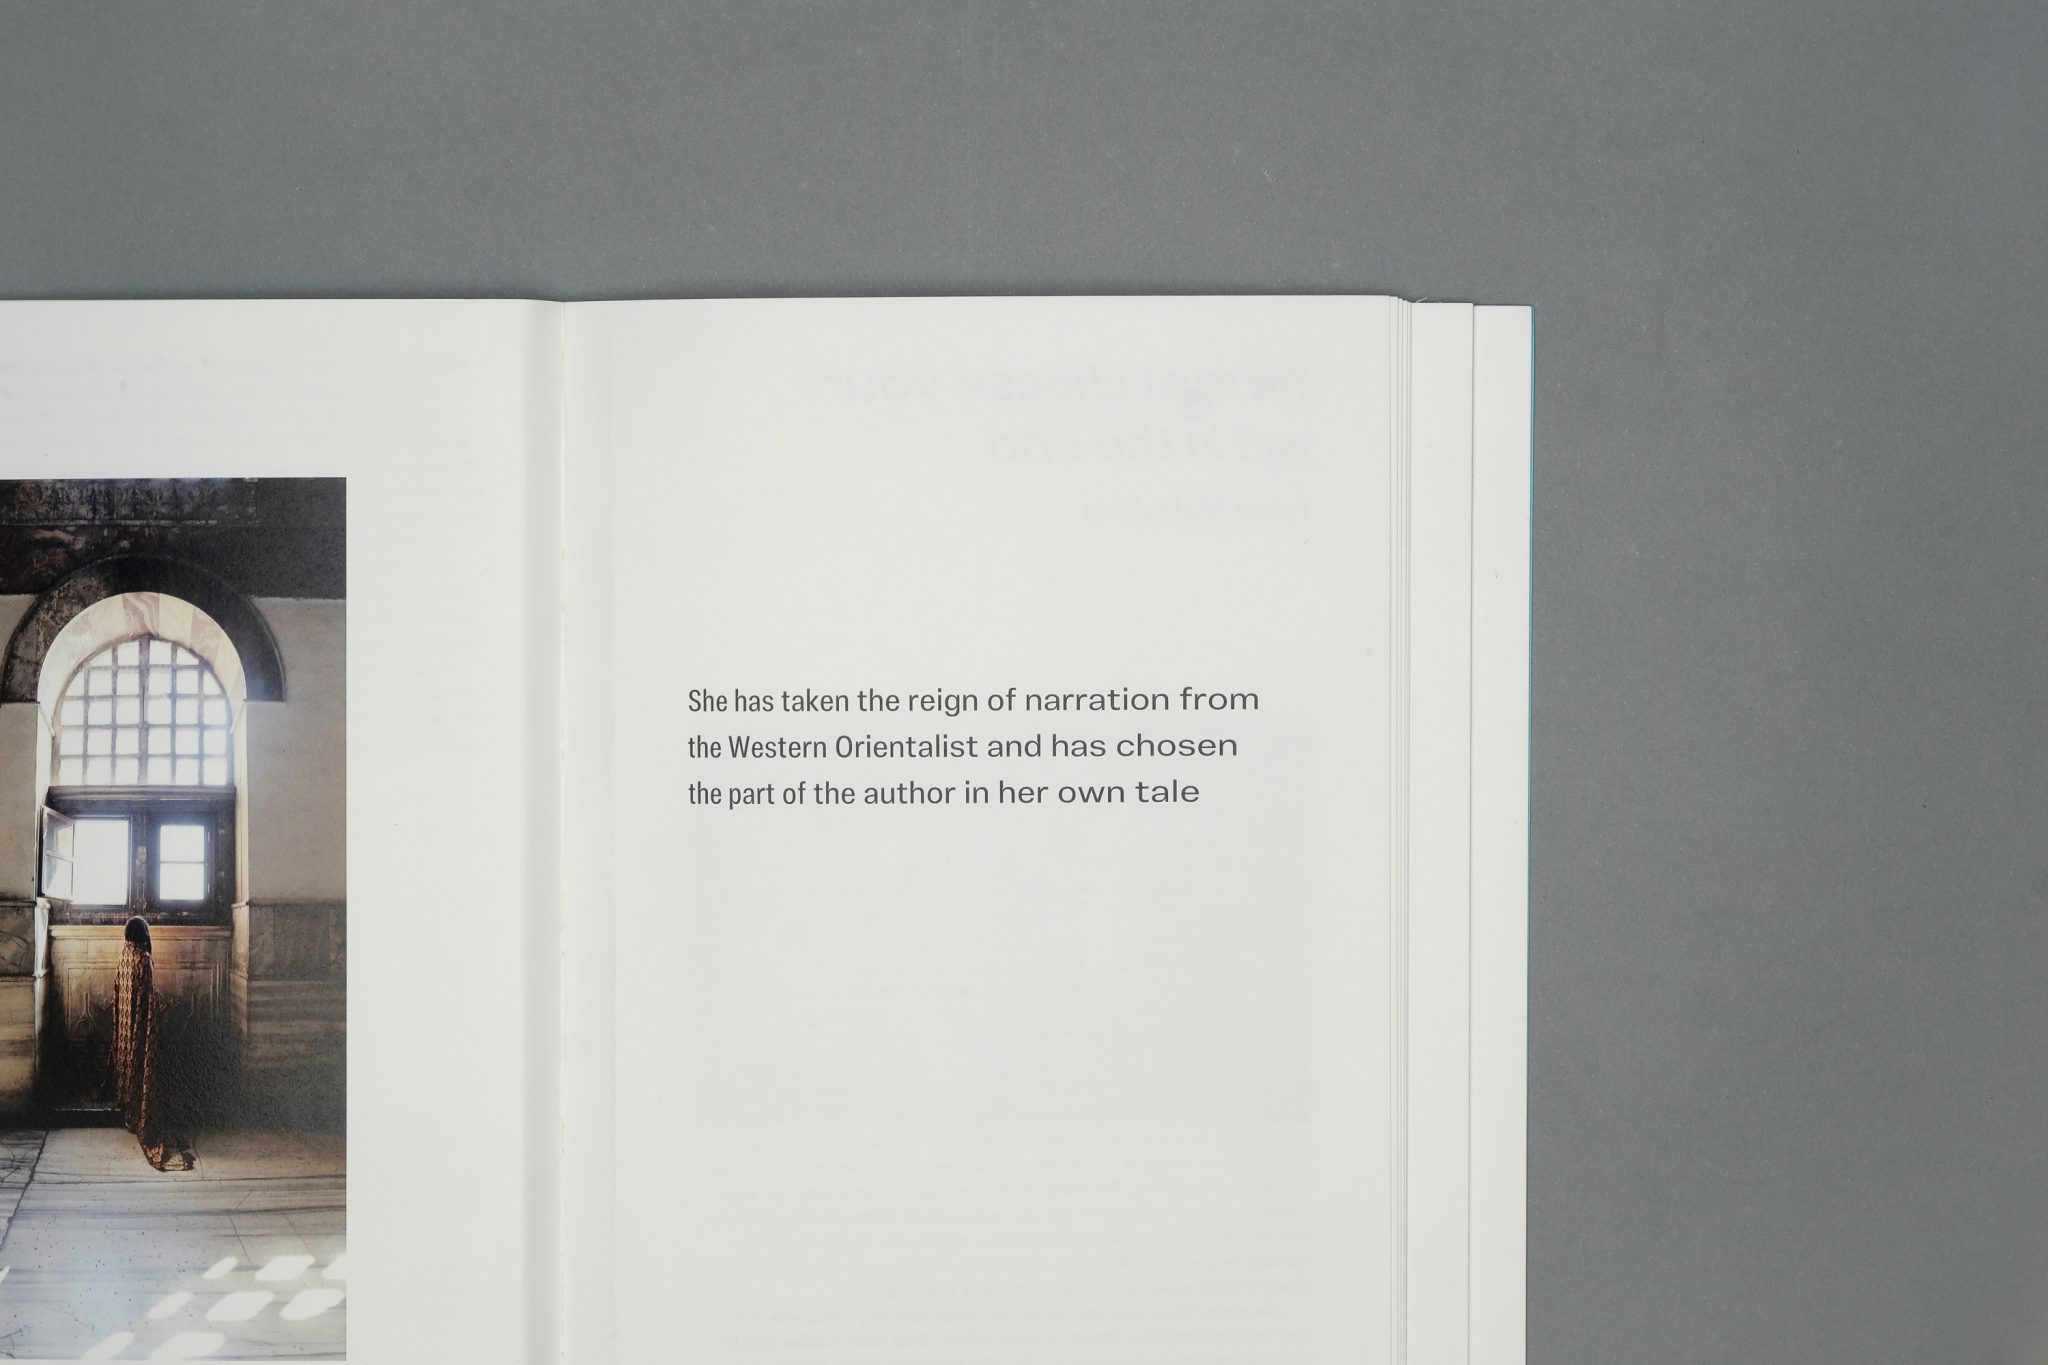 She has taken the reign of narration from
the Western Orientalist and has chosen
the part of the author in her own tale